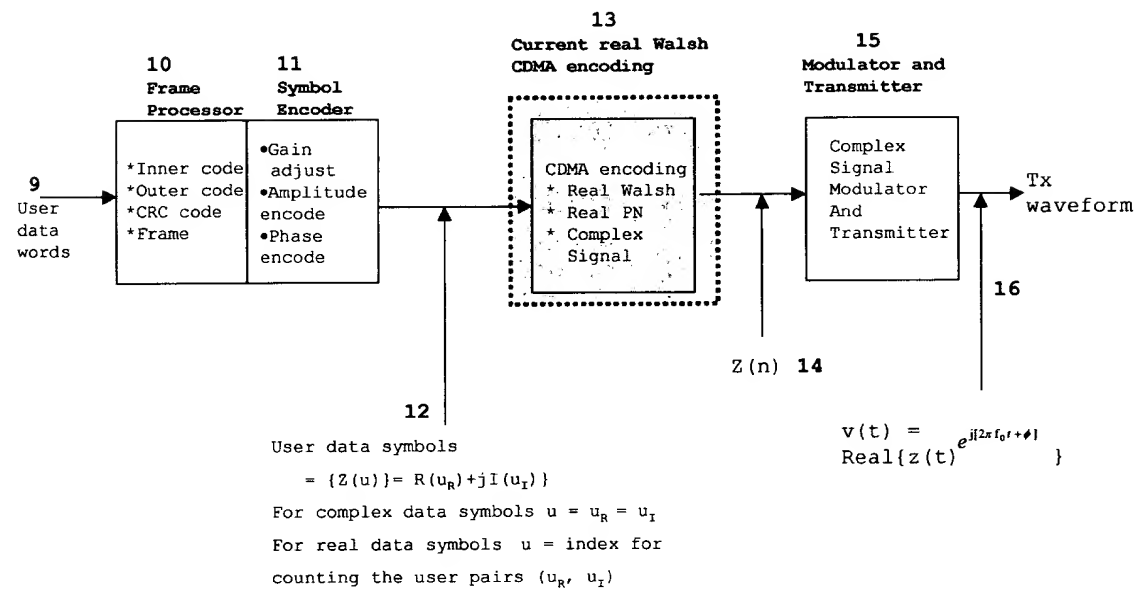 13
Current real Walsh
CDMA encoding
15
Modulator and
Transmitter
10
Frame
Processor
11
Symbol
Encoder
9
User
data
words
*Inner code
*Outer code
*CRC code
*Frame
•Gain
adjust
•Amplitude
encode
•Phase
encode
CDMA encoding
* Real Walsh
* Real PN
* Complex
Signal
Complex
Signal
Modulator
And
Transmitter
Tx
waveform
16
Z(n) 14
12
User data symbols
= {Z(u)}= R(u_R)+jI(u_I)}
For complex data symbols u = u_R = u_I
For real data symbols u = index for
counting the user pairs (u_R, u_I)
v(t) =
Real{z(t) e^{j[2πf₀t+ϕ]} }